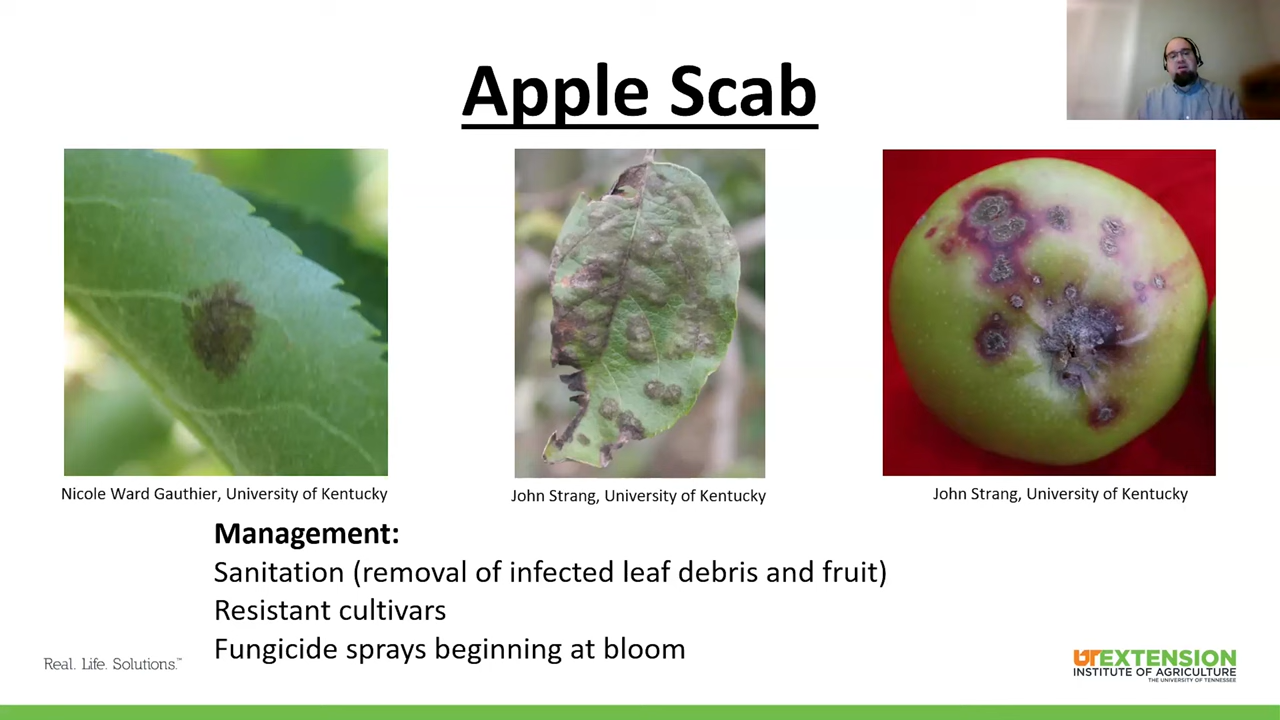 Apple Scab
Nicole Ward Gauthier, University of Kentucky
John Strang, University of Kentucky
John Strang, University of Kentucky
Management:
Sanitation (removal of infected leaf debris and fruit)
Resistant cultivars
Fungicide sprays beginning at bloom
Real. Life. Solutions.™
UTEXTENSION
INSTITUTE OF AGRICULTURE
THE UNIVERSITY OF TENNESSEE